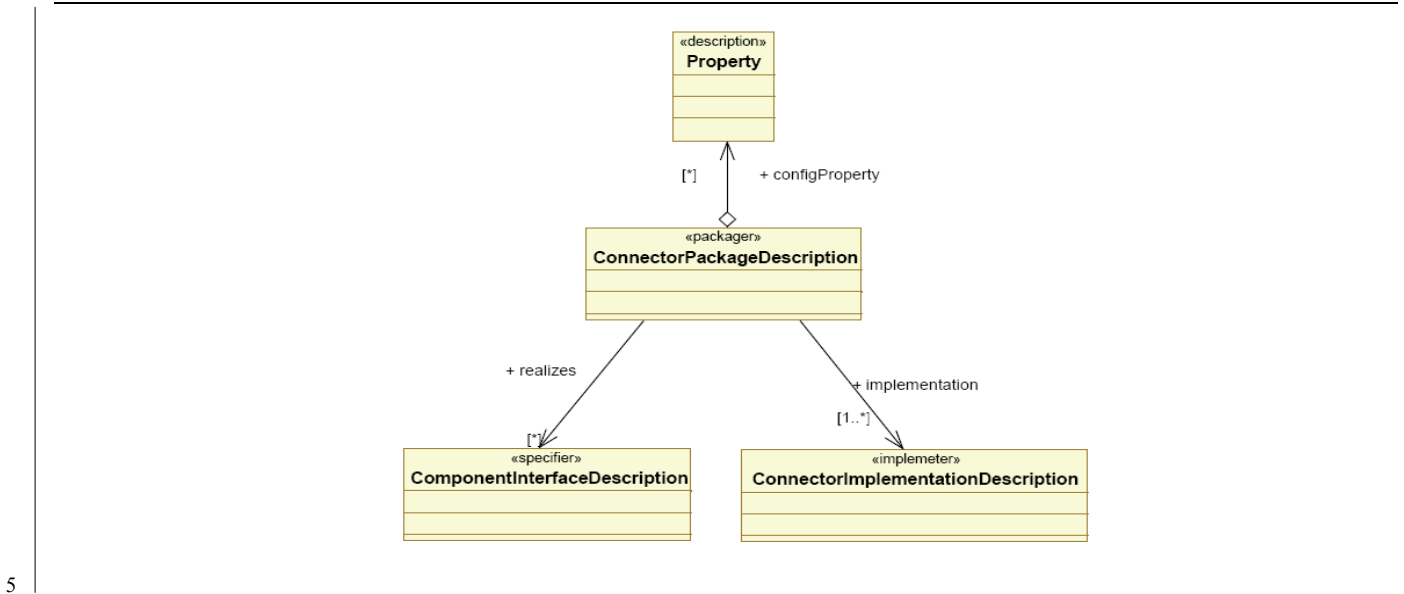 «description»
Property
[*]
+ configProperty
«packager»
ConnectorPackageDescription
+ realizes
+ implementation
[1..*]
[*]
«specifier»
«implemeter»
ComponentInterfaceDescription
ConnectorImplementationDescription
5